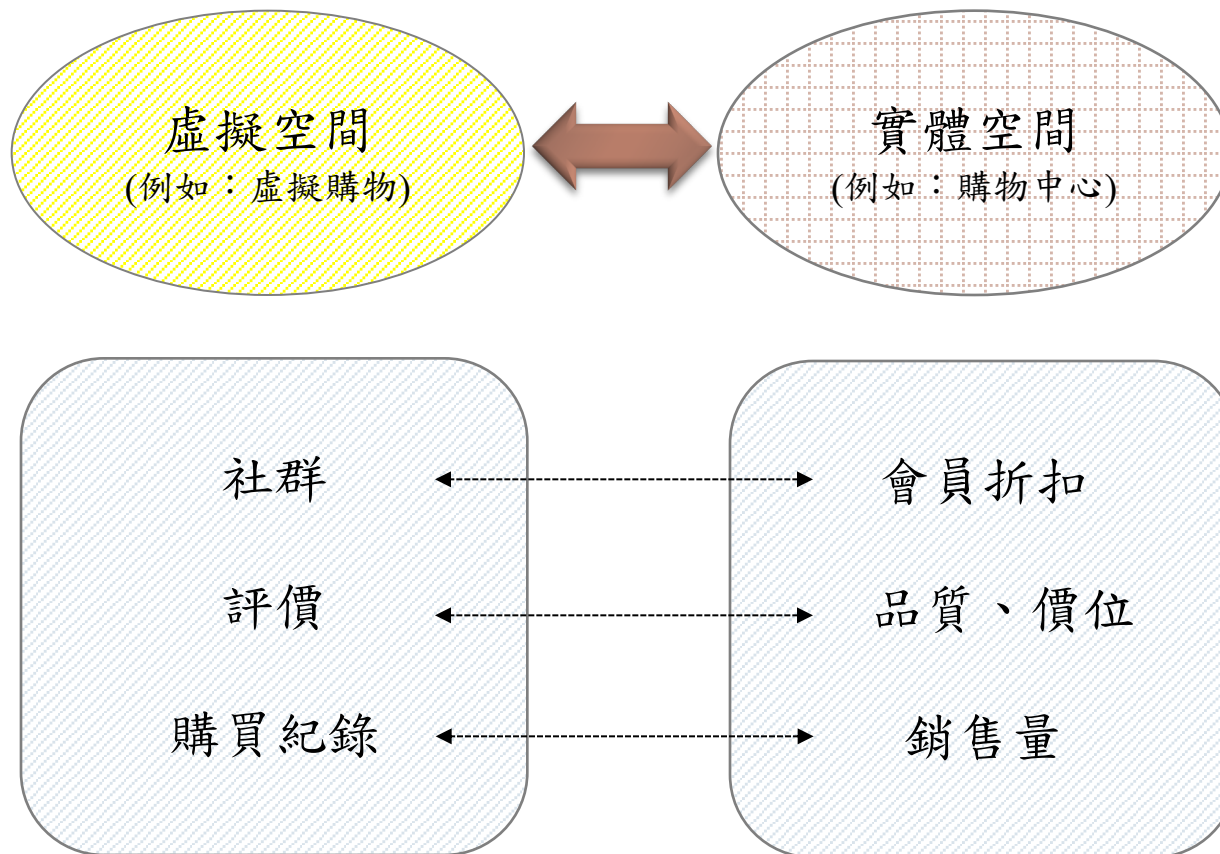 虛擬空間
(例如：虛擬購物)
實體空間
(例如：購物中心)
社群
會員折扣
評價
品質、價位
購買紀錄
銷售量